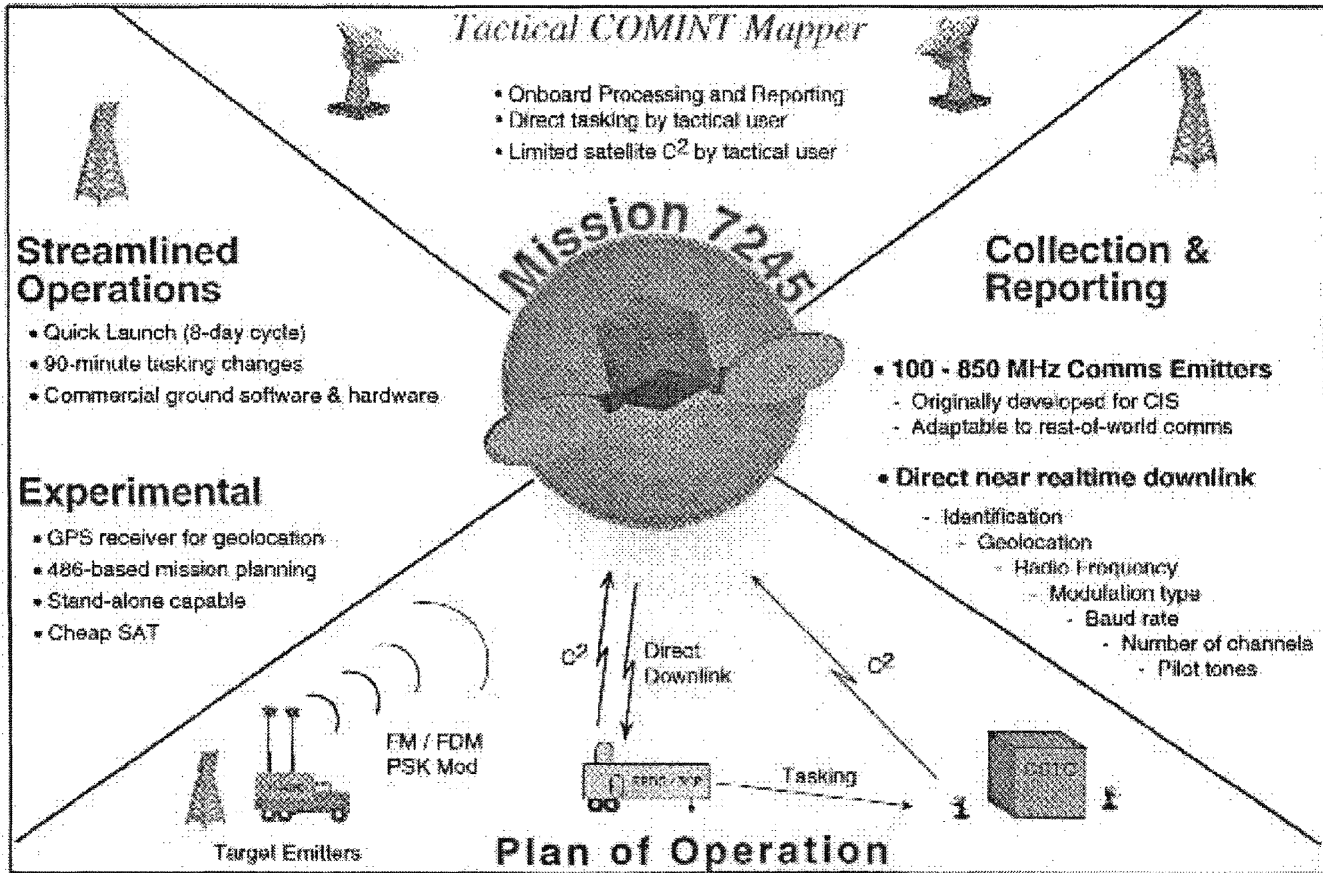 Tactical COMINT Mapper
• Onboard Processing and Reporting
• Direct tasking by tactical user
• Limited satellite C² by tactical user
Mission 7245
Streamlined
Operations
• Quick Launch (8-day cycle)
• 90-minute tasking changes
• Commercial ground software & hardware
Experimental
• GPS receiver for geolocation
• 486-based mission planning
• Stand-alone capable
• Cheap SAT
Collection &
Reporting
• 100 - 850 MHz Comms Emitters
- Originally developed for CIS
- Adaptable to rest-of-world comms
• Direct near realtime downlink
- Identification
- Geolocation
- Radio Frequency
- Modulation type
- Baud rate
- Number of channels
- Pilot tones
C²
Direct
Downlink
C²
FM / FDM
PSK Mod
Tasking
Target Emitters
Plan of Operation